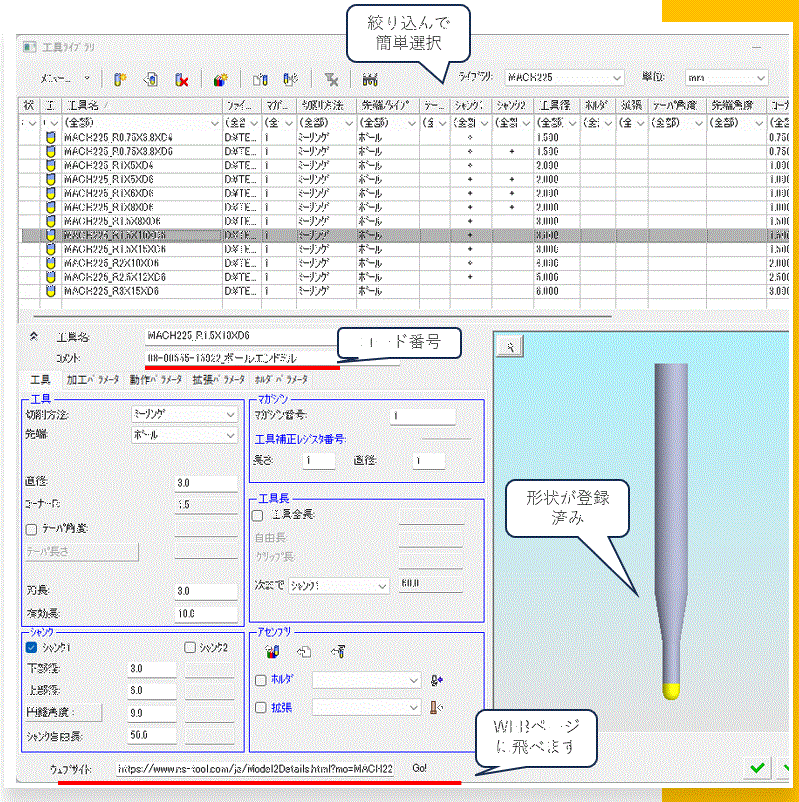 絞り込んで
簡単選択
工具ライブラリ
メニュー... ライブラリ: MACH225 単位: mm
状 工 工具名 ファイ... マガ... 切削り方法 先端タイプ テー... シャンク1 シャンク2 工具径 ホルダ 拡張 テーパ角度 先端角度 コーナ
(全部) (全 (全 (全部) (全部) (全 (全部) (全部) (全部) (全 (全 (全部) (全部) (全
MACH225_R0.75X3.8XD4 D:¥TE... 1 ミーリング ボール 1.500 0.750
MACH225_R0.75X3.8XD6 D:¥TE... 1 ミーリング ボール 1.500 0.750
MACH225_R1X5XD4 D:¥TE... 1 ミーリング ボール 2.000 1.000
MACH225_R1X5XD6 D:¥TE... 1 ミーリング ボール 2.000 1.000
MACH225_R1X6XD6 D:¥TE... 1 ミーリング ボール 2.000 1.000
MACH225_R1X8XD6 D:¥TE... 1 ミーリング ボール 2.000 1.000
MACH225_R1.5X8XD6 D:¥TE... 1 ミーリング ボール 3.000 1.500
MACH225_R1.5X10XD6 D:¥TE... 1 ミーリング ボール 3.000 1.500
MACH225_R1.5X15XD6 D:¥TE... 1 ミーリング ボール 3.000 1.500
MACH225_R2X10XD6 D:¥TE... 1 ミーリング ボール 4.000 2.000
MACH225_R2.5X12XD6 D:¥TE... 1 ミーリング ボール 5.000 2.500
MACH225_R3X15XD6 D:¥TE... 1 ミーリング ボール 6.000 3.000
工具名: MACH225_R1.5X10XD6
コード番号
コメント: ボールエンドミル
工具 加工パラメータ 動作パラメータ 拡張パラメータ ホルダパラメータ
工具
切削方法: ミーリング
先端: ボール
直径: 3.0
コーナーR: 1.5
テーパ角度:
テーパ長さ
刃長: 3.0
有効長: 10.0
マガジン
マガジン番号: 1
工具補正レジスタ番号:
長さ: 1 直径: 1
工具長
工具全長:
自由長:
クリップ長:
次まで シャンク1 60.0
シャンク
シャンク1 シャンク2
下部径: 3.0
上部径: 6.0
円錐角度: 9.9
シャンク自由長: 50.0
アセンブリ
ホルダ
拡張
形状が登録
済み
WEBページ
に飛べます
ウェブサイト: https://www.ns-tool.com/ja/Model2Details.html?mo=MACH22 Go!